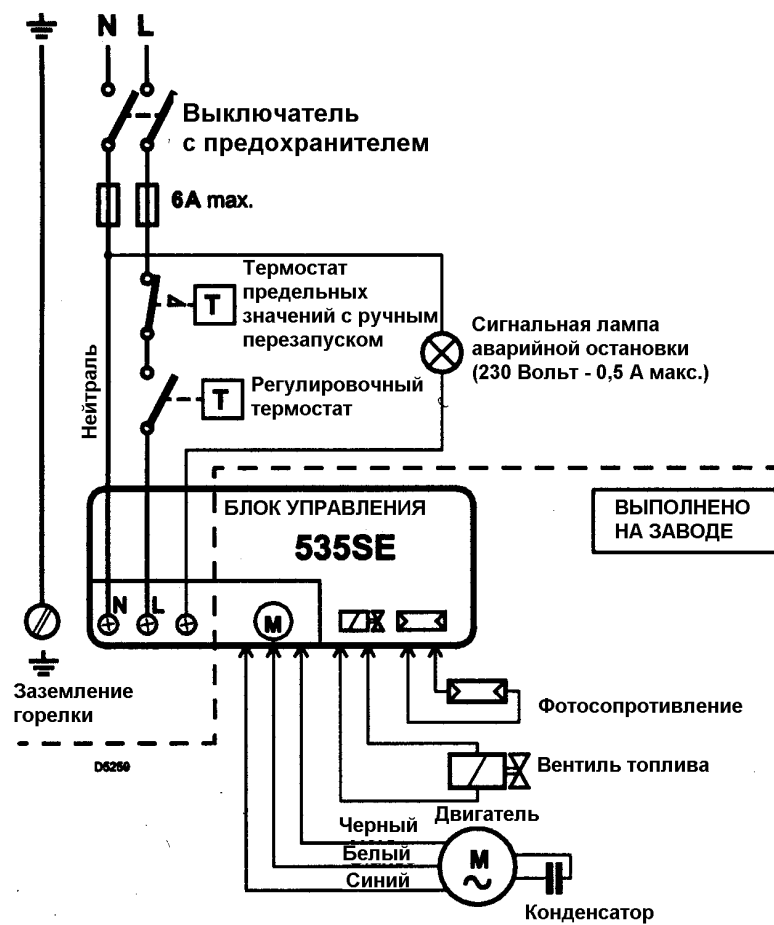 N L
Выключатель
с предохранителем
6A max.
Термостат
предельных
значений с ручным
перезапуском
T
Сигнальная лампа
аварийной остановки
(230 Вольт - 0,5 А макс.)
Нейтраль
Регулировочный
термостат
T
БЛОК УПРАВЛЕНИЯ
535SE
ВЫПОЛНЕНО
НА ЗАВОДЕ
N L
M
Заземление
горелки
Фотосопротивление
D5259
Вентиль топлива
Двигатель
Черный
Белый
Синий
M
Конденсатор